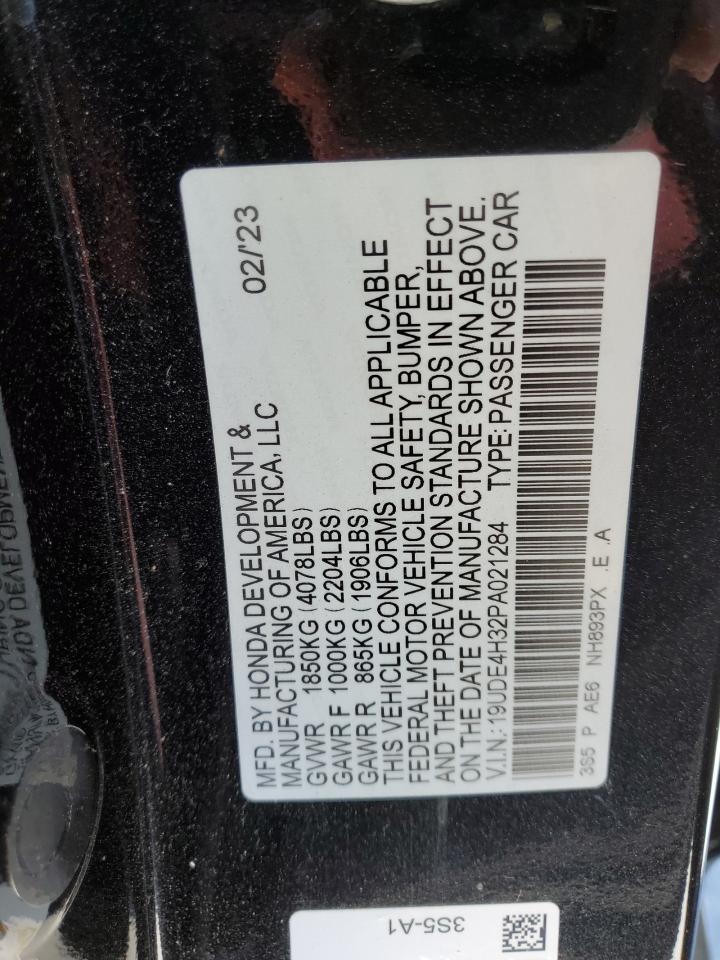 MFD. BY HONDA DEVELOPMENT &
MANUFACTURING OF AMERICA, LLC 02/'23
GVWR 1850KG (4078LBS)
GAWR F 1000KG (2204LBS)
GAWR R 865KG (1906LBS)
THIS VEHICLE CONFORMS TO ALL APPLICABLE
FEDERAL MOTOR VEHICLE SAFETY, BUMPER,
AND THEFT PREVENTION STANDARDS IN EFFECT
ON THE DATE OF MANUFACTURE SHOWN ABOVE.
V.I.N.: 19UDE4H32PA021284 TYPE: PASSENGER CAR
3S5 P AE6 NH893PX .E .A
3S5-A1